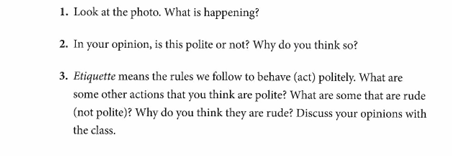 1. Look at the photo. What is happening?
2. In your opinion, is this polite or not? Why do you think so?
3. Etiquette means the rules we follow to behave (act) politely. What are
some other actions that you think are polite? What are some that are rude
(not polite)? Why do you think they are rude? Discuss your opinions with
the class.